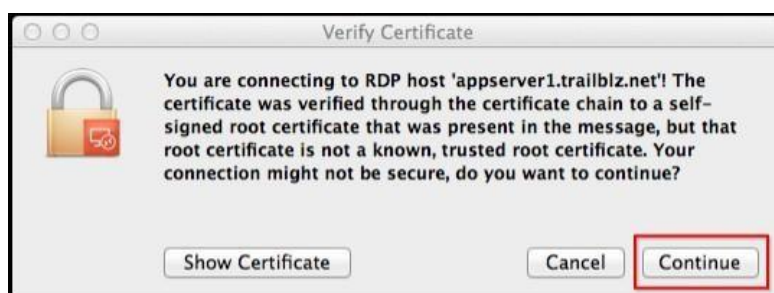 Verify Certificate
You are connecting to RDP host 'appserver1.trailblz.net'! The
certificate was verified through the certificate chain to a self-
signed root certificate that was present in the message, but that
root certificate is not a known, trusted root certificate. Your
connection might not be secure, do you want to continue?
Show Certificate Cancel Continue